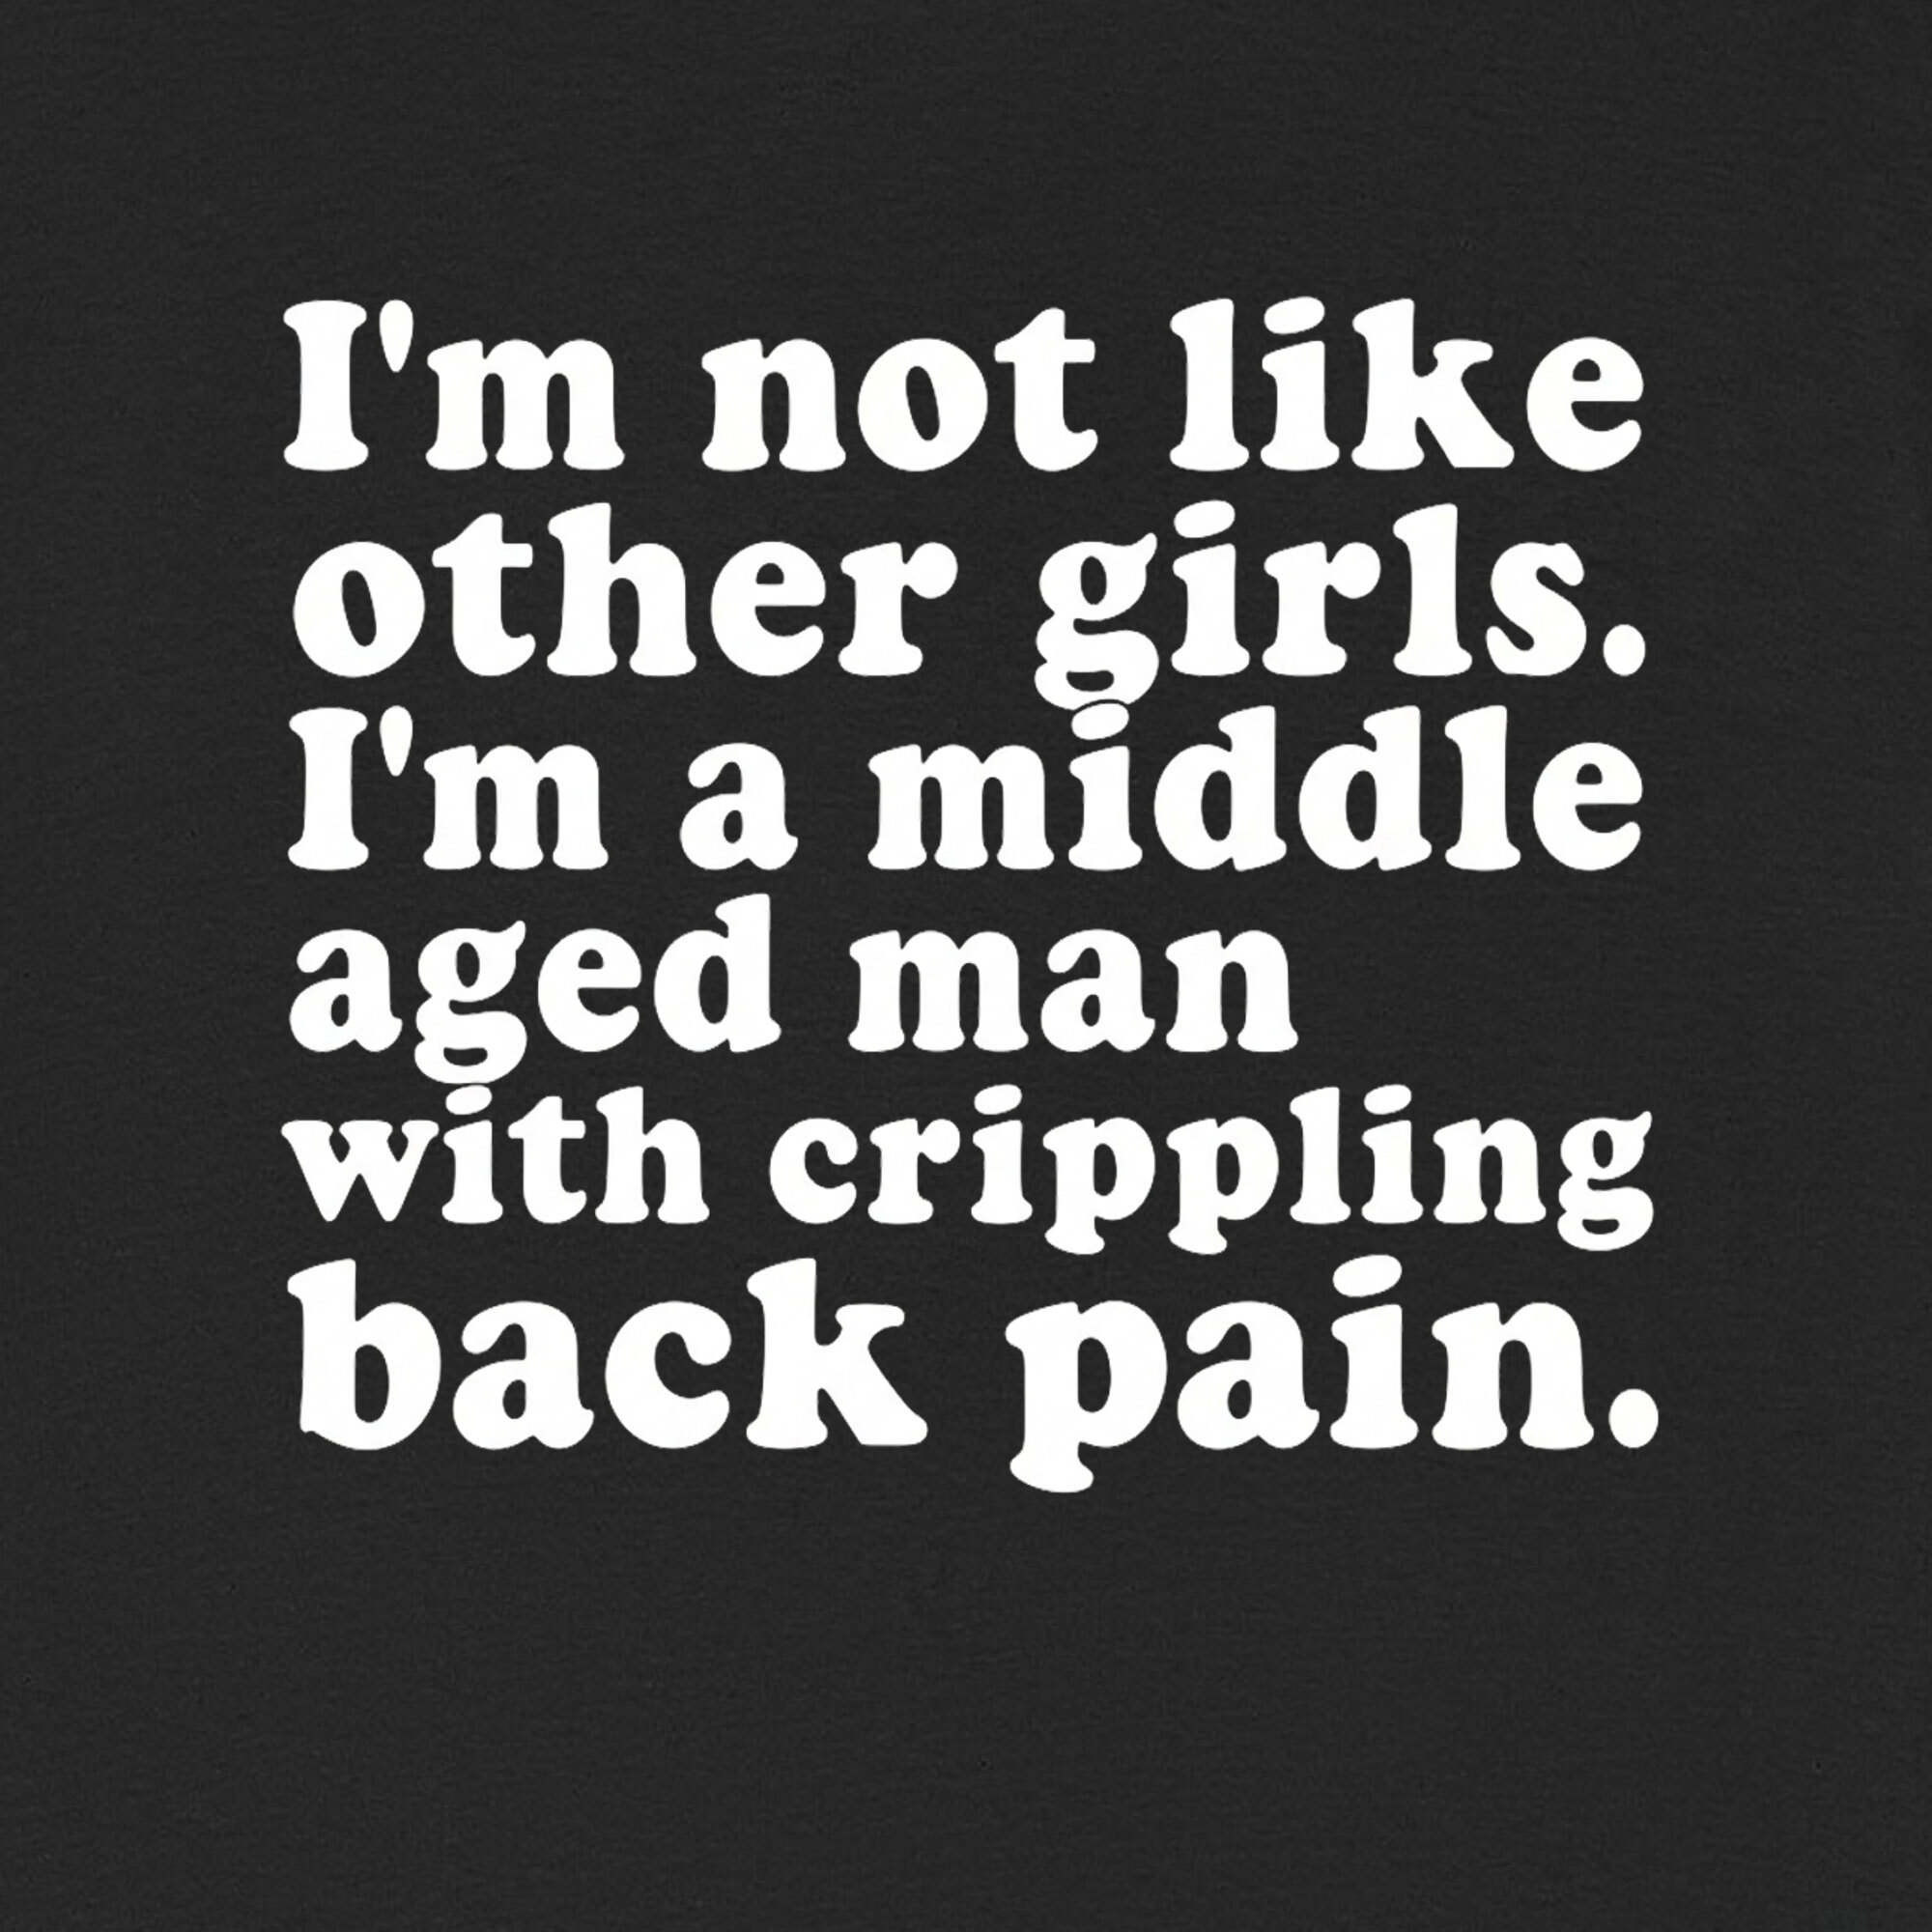 I'm not like
other girls.
I'm a middle
aged man
with crippling
back pain.